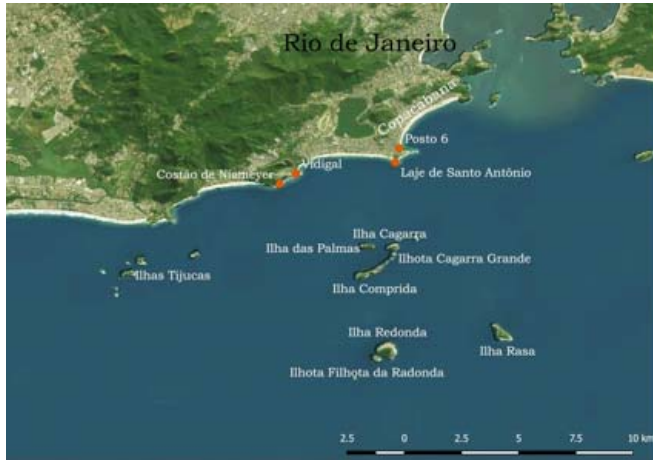 Rio de Janeiro
Copacabana
Posto 6
Vidigal
Costão de Niemeyer
Laje de Santo Antônio
Ilha Cagarra
Ilha das Palmas
Ilhota Cagarra Grande
Ilhas Tijucas
Ilha Comprida
Ilha Redonda
Ilha Rasa
Ilhota Filhota da Radonda
2.5 0 2.5 5 7.5 10 km